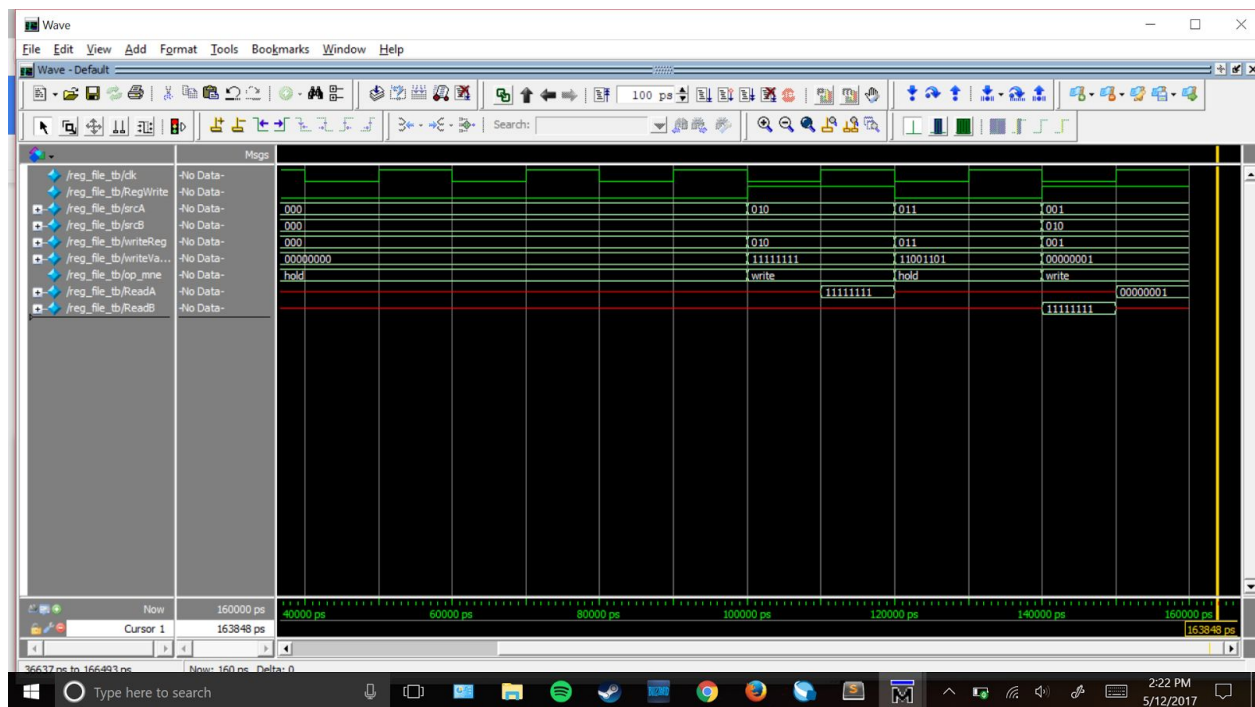 Wave
File Edit View Add Format Tools Bookmarks Window Help
Wave - Default
100 ps
Search:
Msgs
/reg_file_tb/clk -No Data-
/reg_file_tb/RegWrite -No Data-
/reg_file_tb/srcA -No Data- 000 010 011 001
/reg_file_tb/srcB -No Data- 000 010
/reg_file_tb/writeReg -No Data- 000 010 011 001
/reg_file_tb/writeVa... -No Data- 00000000 11111111 11001101 00000001
/reg_file_tb/op_mne -No Data- hold write hold write
/reg_file_tb/ReadA -No Data- 11111111 00000001
/reg_file_tb/ReadB -No Data- 11111111
Now 160000 ps 40000 ps 60000 ps 80000 ps 100000 ps 120000 ps 140000 ps 160000 ps
Cursor 1 163848 ps 163848 ps
36637 ps to 166493 ps Now: 160 ns Delta: 0
Type here to search 2:22 PM
5/12/2017